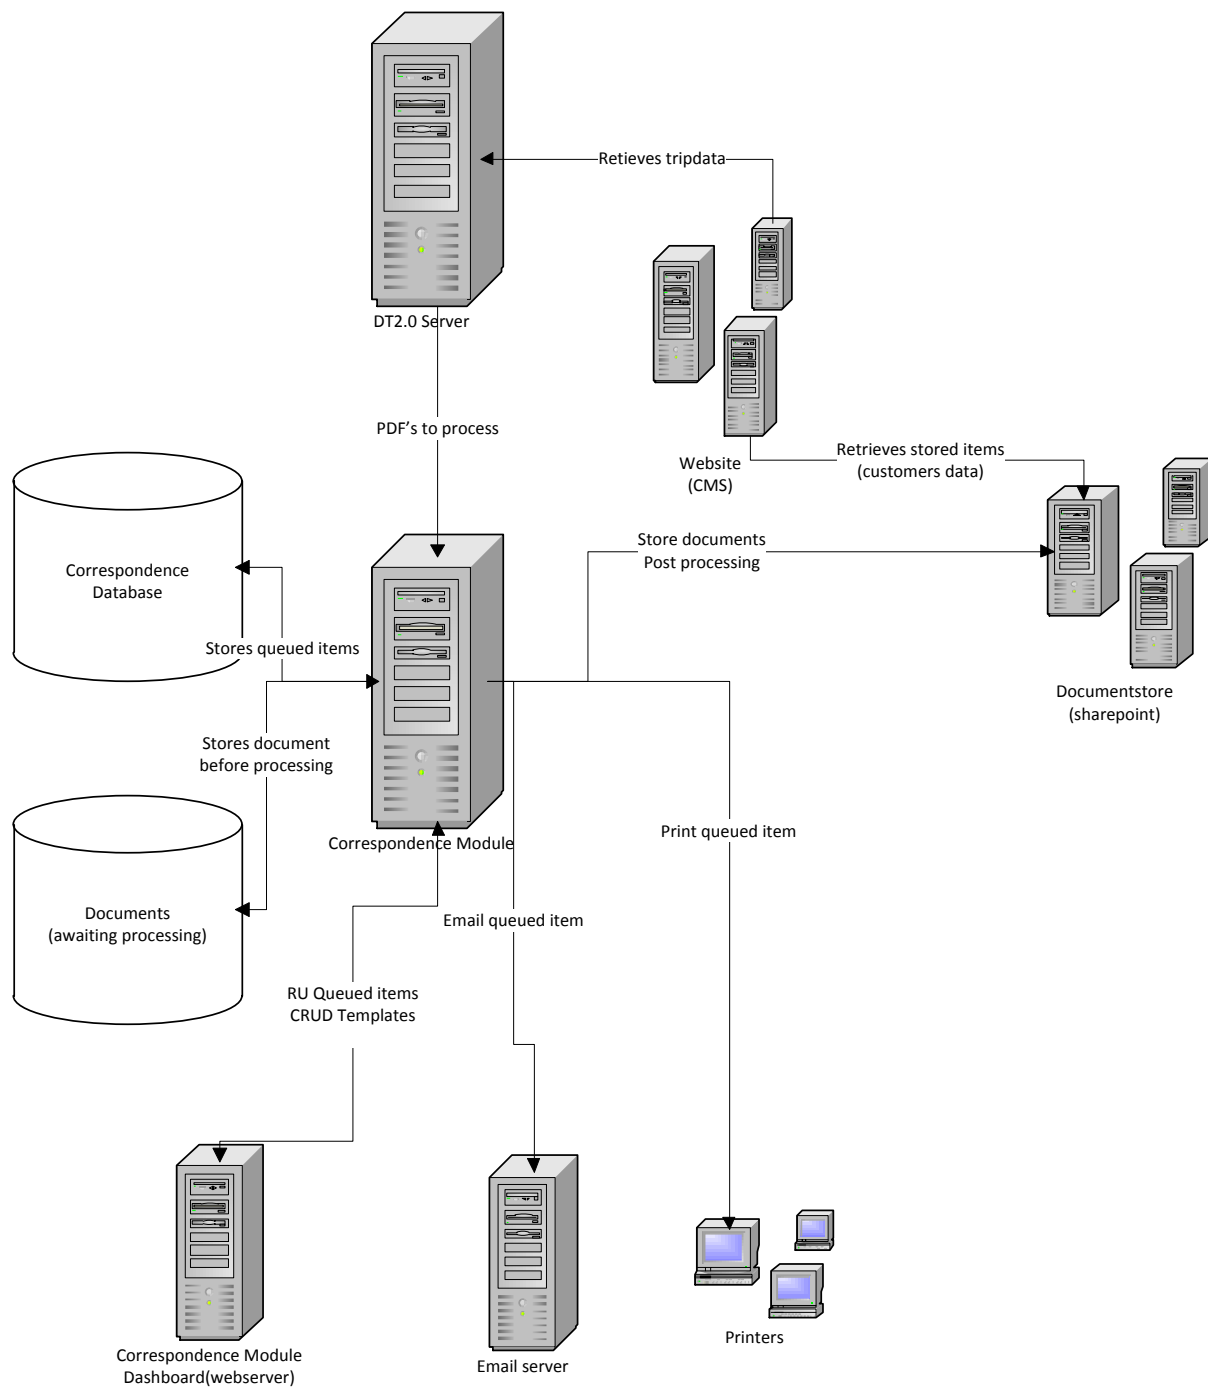 Retieves tripdata
DT2.0 Server
PDF's to process
Website
(CMS)
Retrieves stored items
(customers data)
Store documents
Post processing
Correspondence
Database
Stores queued items
Documentstore
(sharepoint)
Stores document
before processing
Correspondence Module
Print queued item
Documents
(awaiting processing)
Email queued item
RU Queued items
CRUD Templates
Printers
Correspondence Module
Dashboard(webserver)
Email server